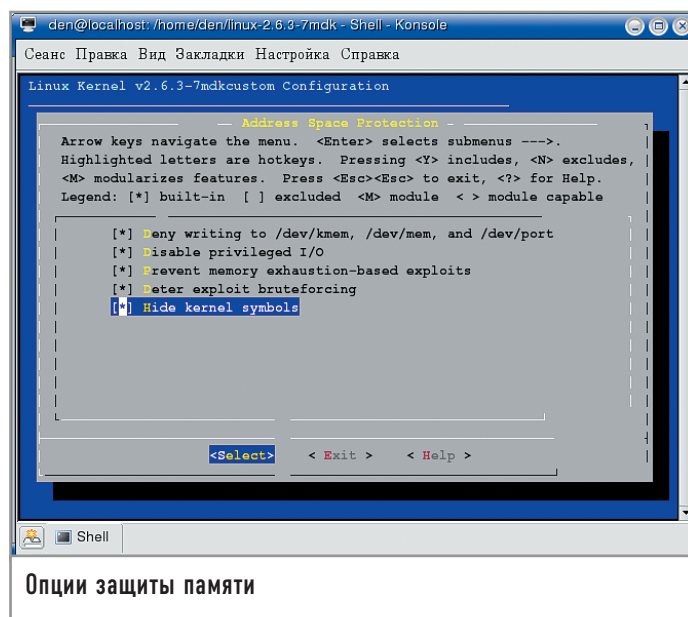 den@localhost: /home/den/linux-2.6.3-7mdk - Shell - Konsole
Сеанс Правка Вид Закладки Настройка Справка
Linux Kernel v2.6.3-7mdkcustom Configuration
Address Space Protection
Arrow keys navigate the menu. <Enter> selects submenus --->.
Highlighted letters are hotkeys. Pressing <Y> includes, <N> excludes,
<M> modularizes features. Press <Esc><Esc> to exit, <?> for Help.
Legend: [*] built-in [ ] excluded <M> module < > module capable
[*] Deny writing to /dev/kmem, /dev/mem, and /dev/port
[*] Disable privileged I/O
[*] Prevent memory exhaustion-based exploits
[*] Deter exploit bruteforcing
[*] Hide kernel symbols
<Select> < Exit > < Help >
Shell
Опции защиты памяти